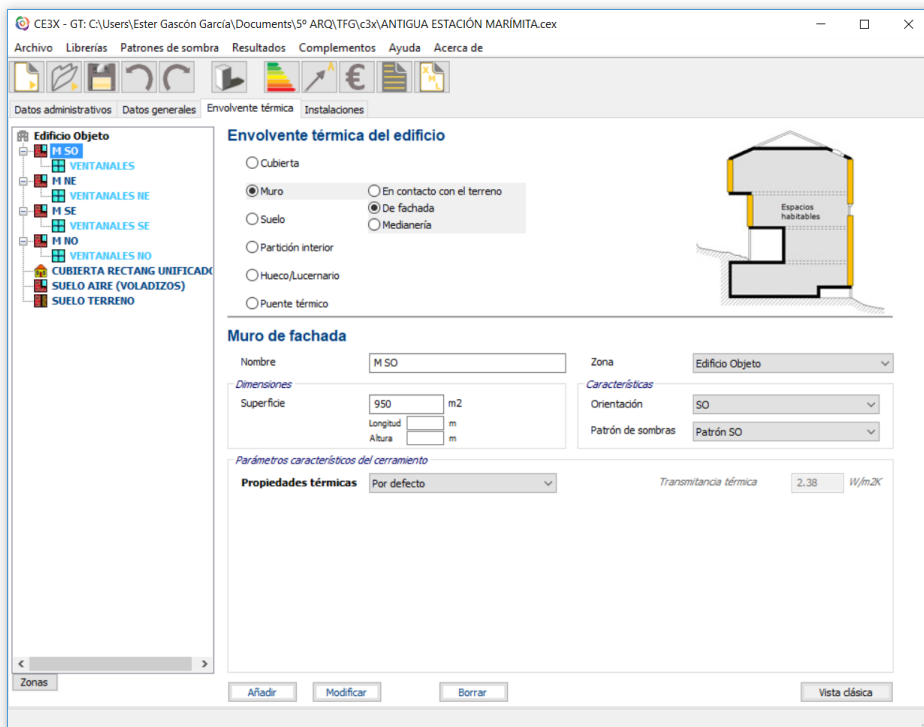 CE3X - GT: C:\Users\Ester Gascón García\Documents\5º ARQ\TFG\c3x\ANTIGUA ESTACIÓN MARÍMITA.cex
Archivo Librerías Patrones de sombra Resultados Complementos Ayuda Acerca de
Datos administrativos Datos generales Envolvente térmica Instalaciones
Edificio Objeto
M SO
VENTANALES
M NE
VENTANALES NE
M SE
VENTANALES SE
M NO
VENTANALES NO
CUBIERTA RECTANG UNIFICADO
SUELO AIRE (VOLADIZOS)
SUELO TERRENO
Zonas
Envolvente térmica del edificio
Cubierta
Muro
En contacto con el terreno
De fachada
Medianería
Suelo
Partición interior
Hueco/Lucernario
Puente térmico
Espacios
habitables
Muro de fachada
Nombre M SO Zona Edificio Objeto
Dimensiones
Superficie 950 m2
Longitud m
Altura m
Características
Orientación SO
Patrón de sombras Patrón SO
Parámetros característicos del cerramiento
Propiedades térmicas Por defecto Transmitancia térmica 2.38 W/m2K
Añadir Modificar Borrar Vista clásica